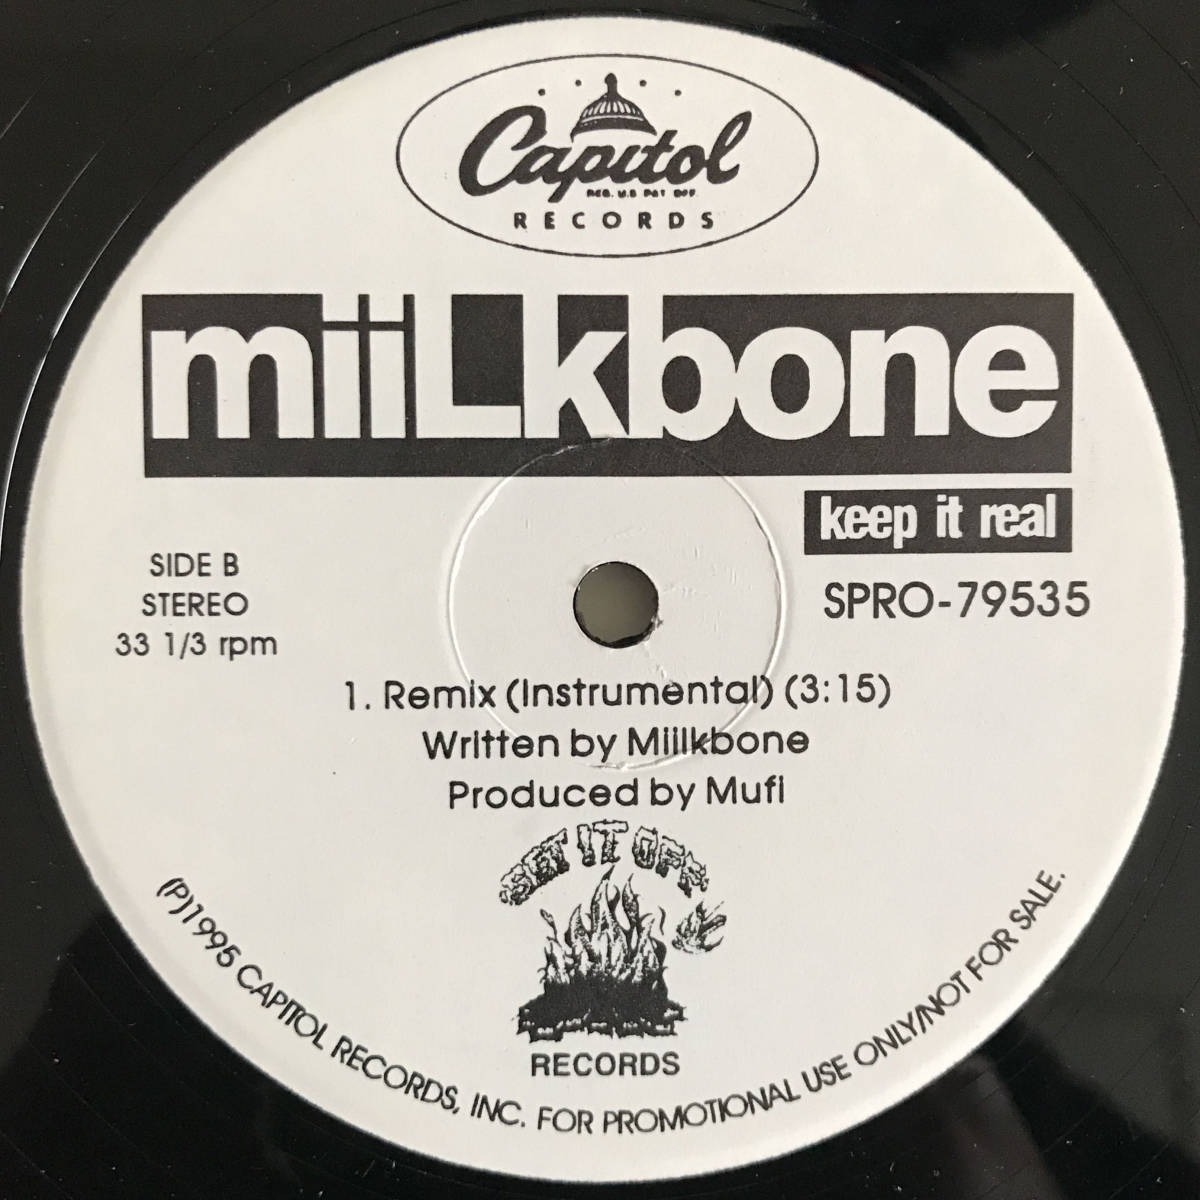 Capitol
REG. U.S. PAT. OFF.
RECORDS
miiLkbone
keep it real
SIDE B
STEREO
33 1/3 rpm
SPRO-79535
1. Remix (Instrumental) (3:15)
Written by Miilkbone
Produced by Mufi
SET IT OFF
RECORDS
(P)1995 CAPITOL RECORDS, INC. FOR PROMOTIONAL USE ONLY/NOT FOR SALE.